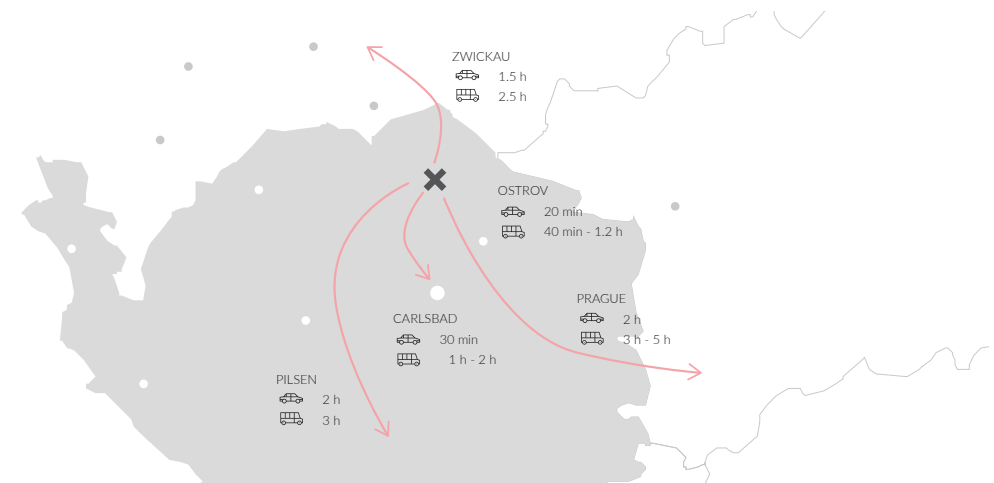 ZWICKAU
1.5 h
2.5 h
OSTROV
20 min
40 min - 1.2 h
PRAGUE
2 h
3 h - 5 h
CARLSBAD
30 min
1 h - 2 h
PILSEN
2 h
3 h